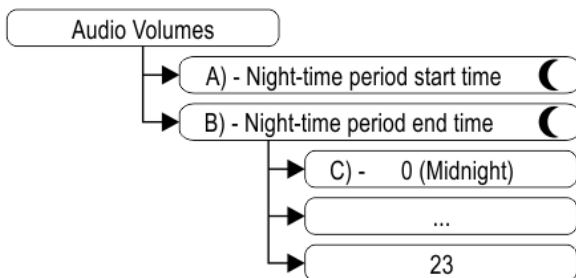 Audio Volumes
A) - Night-time period start time
B) - Night-time period end time
C) - 0 (Midnight)
...
23